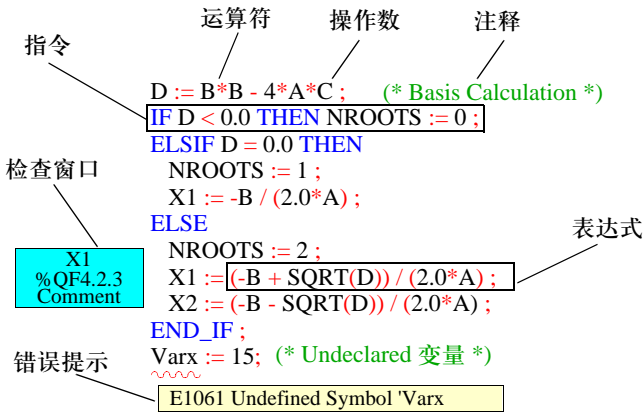 运算符 操作数 注释
指令
D := B*B - 4*A*C ; (* Basis Calculation *)
IF D < 0.0 THEN NROOTS := 0 ;
ELSIF D = 0.0 THEN
NROOTS := 1 ;
X1 := -B / (2.0*A) ;
ELSE
NROOTS := 2 ;
X1 := (-B + SQRT(D)) / (2.0*A) ;
X2 := (-B - SQRT(D)) / (2.0*A) ;
END_IF ;
Varx := 15; (* Undeclared 变量 *)
检查窗口
X1
%QF4.2.3
Comment
表达式
错误提示
E1061 Undefined Symbol 'Varx